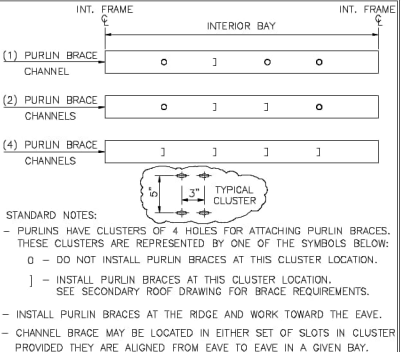 INT. FRAME
INT. FRAME
℄
℄
INTERIOR BAY
(1) PURLIN BRACE
CHANNEL
o ] o o
(2) PURLIN BRACE
CHANNELS
o ] ] o
(4) PURLIN BRACE
CHANNELS
] ] ] ]
5"
3"
TYPICAL
CLUSTER
STANDARD NOTES:
– PURLINS HAVE CLUSTERS OF 4 HOLES FOR ATTACHING PURLIN BRACES.
THESE CLUSTERS ARE REPRESENTED BY ONE OF THE SYMBOLS BELOW:
o – DO NOT INSTALL PURLIN BRACES AT THIS CLUSTER LOCATION.
] – INSTALL PURLIN BRACES AT THIS CLUSTER LOCATION.
SEE SECONDARY ROOF DRAWING FOR BRACE REQUIREMENTS.
– INSTALL PURLIN BRACES AT THE RIDGE AND WORK TOWARD THE EAVE.
– CHANNEL BRACE MAY BE LOCATED IN EITHER SET OF SLOTS IN CLUSTER
PROVIDED THEY ARE ALIGNED FROM EAVE TO EAVE IN A GIVEN BAY.